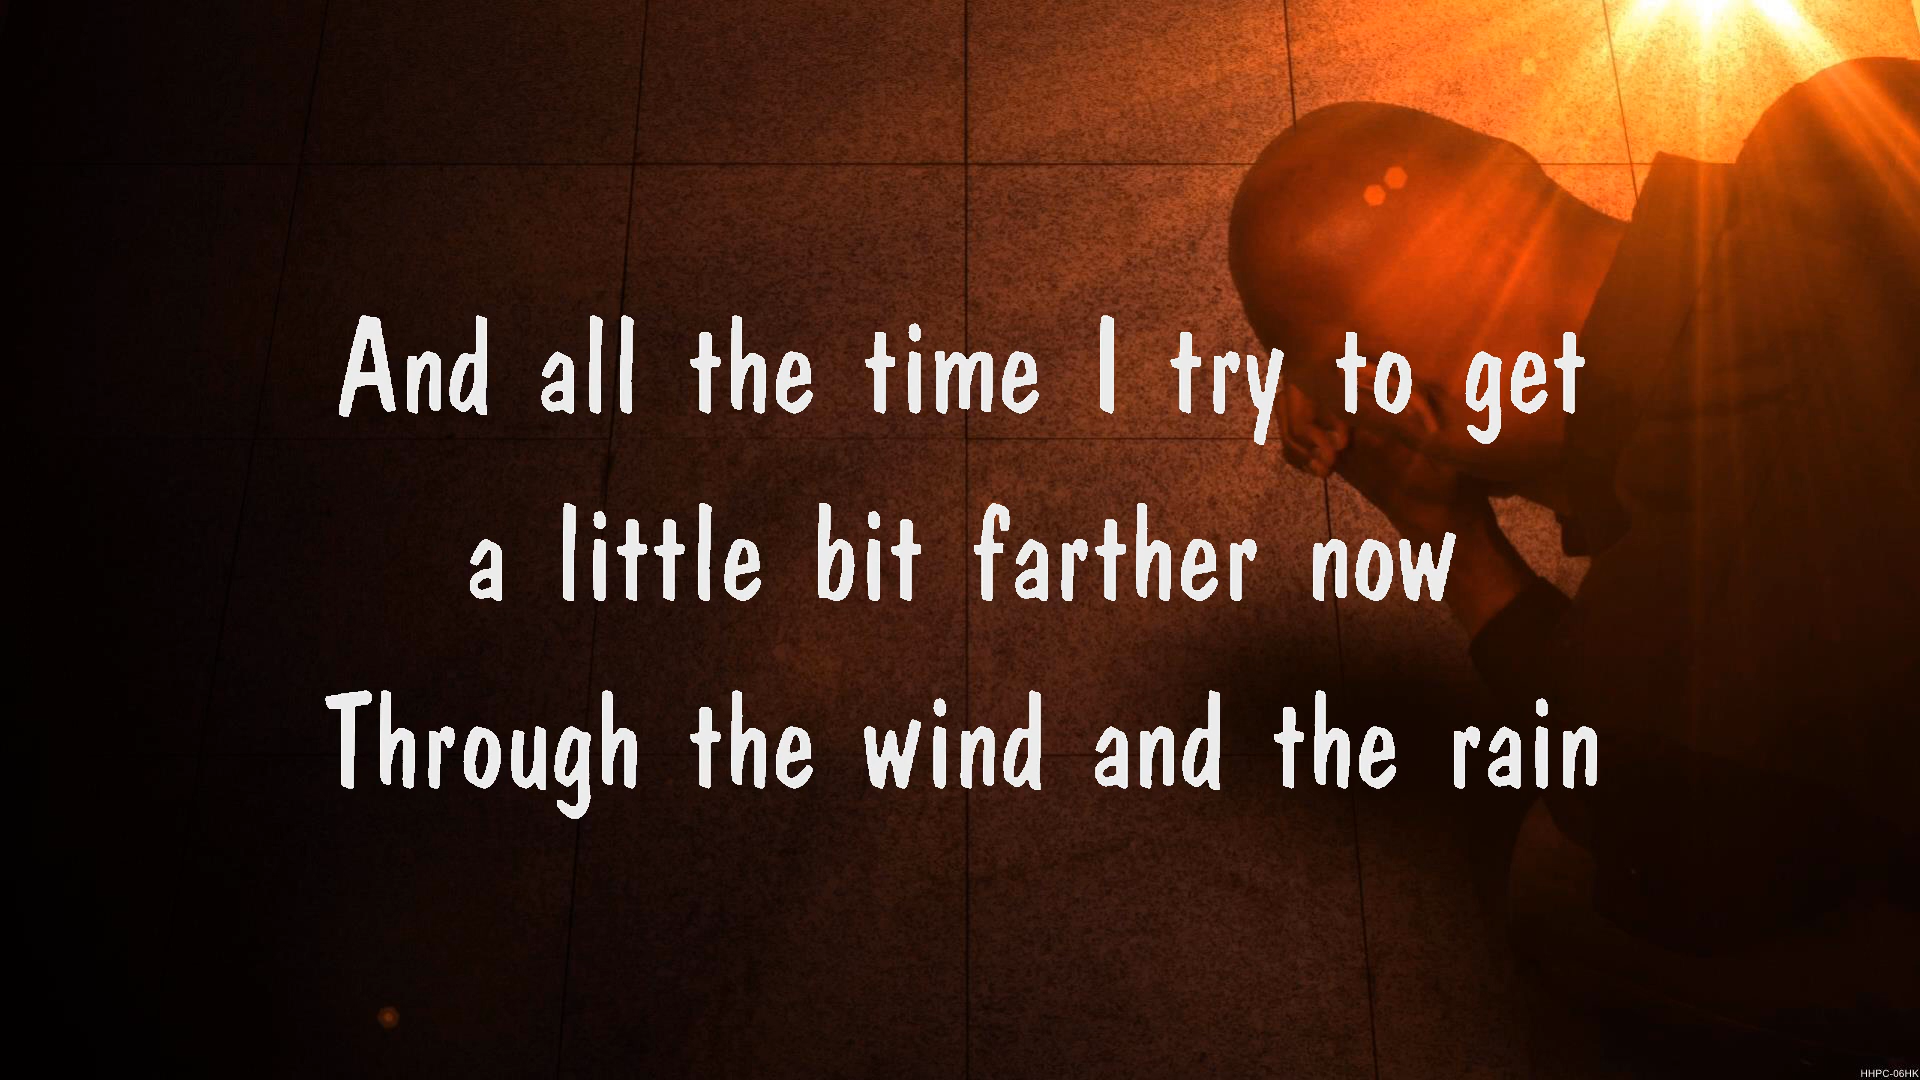 And all the time I try to get
a little bit farther now
Through the wind and the rain
HHPC-06HK